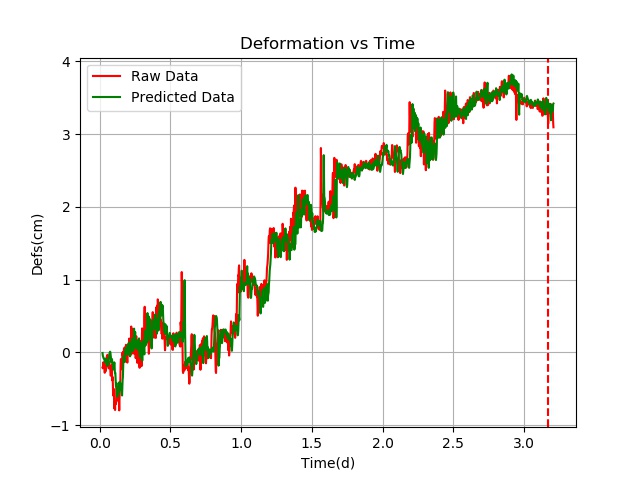 Deformation vs Time
Raw Data
Predicted Data
4
3
2
1
0
−1
Defs(cm)
0.0 0.5 1.0 1.5 2.0 2.5 3.0
Time(d)